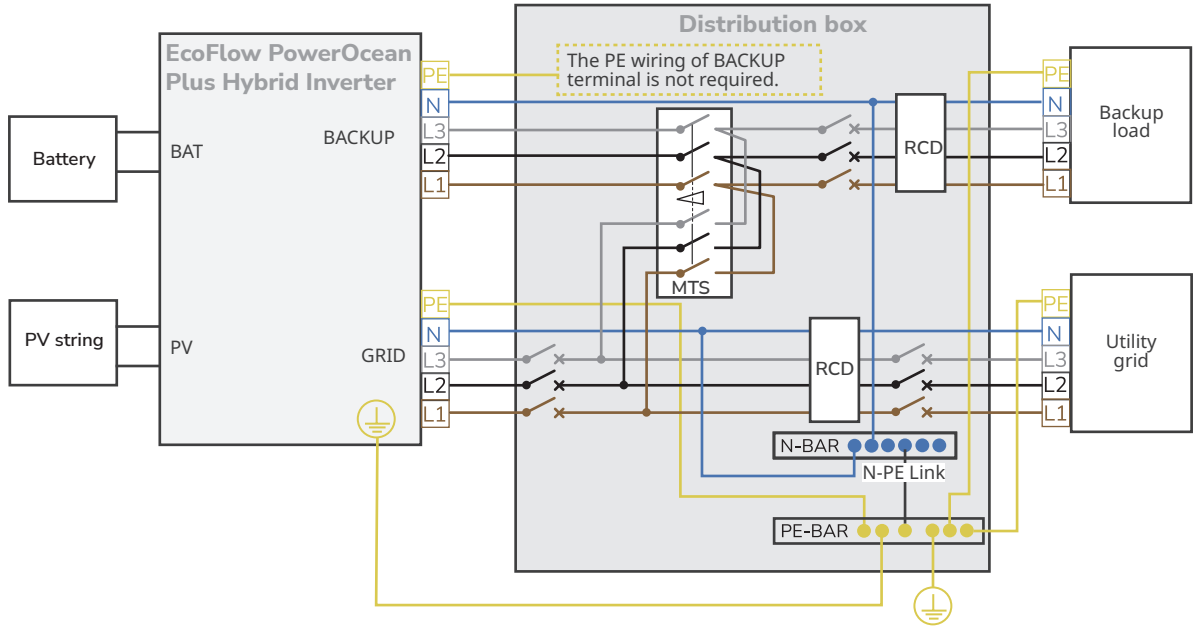 Distribution box
EcoFlow PowerOcean
Plus Hybrid Inverter
The PE wiring of BACKUP
terminal is not required.
PE
N
L3
L2
L1
BACKUP
BAT
Battery
MTS
RCD
PE
N
L3
L2
L1
Backup
load
PV string
PV
GRID
PE
N
L3
L2
L1
RCD
PE
N
L3
L2
L1
Utility
grid
N-BAR
N-PE Link
PE-BAR